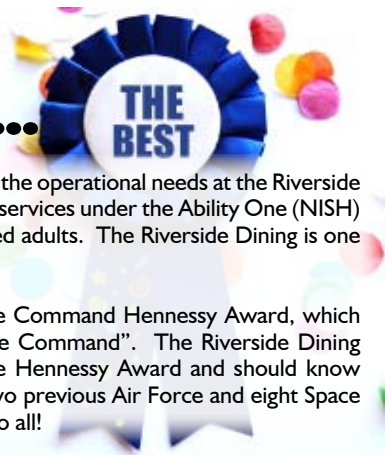 THE
BEST
...
the operational needs at the Riverside
services under the Ability One (NISH)
adults. The Riverside Dining is one
Command Hennessy Award, which
Command”. The Riverside Dining
Hennessy Award and should know
previous Air Force and eight Space
all!